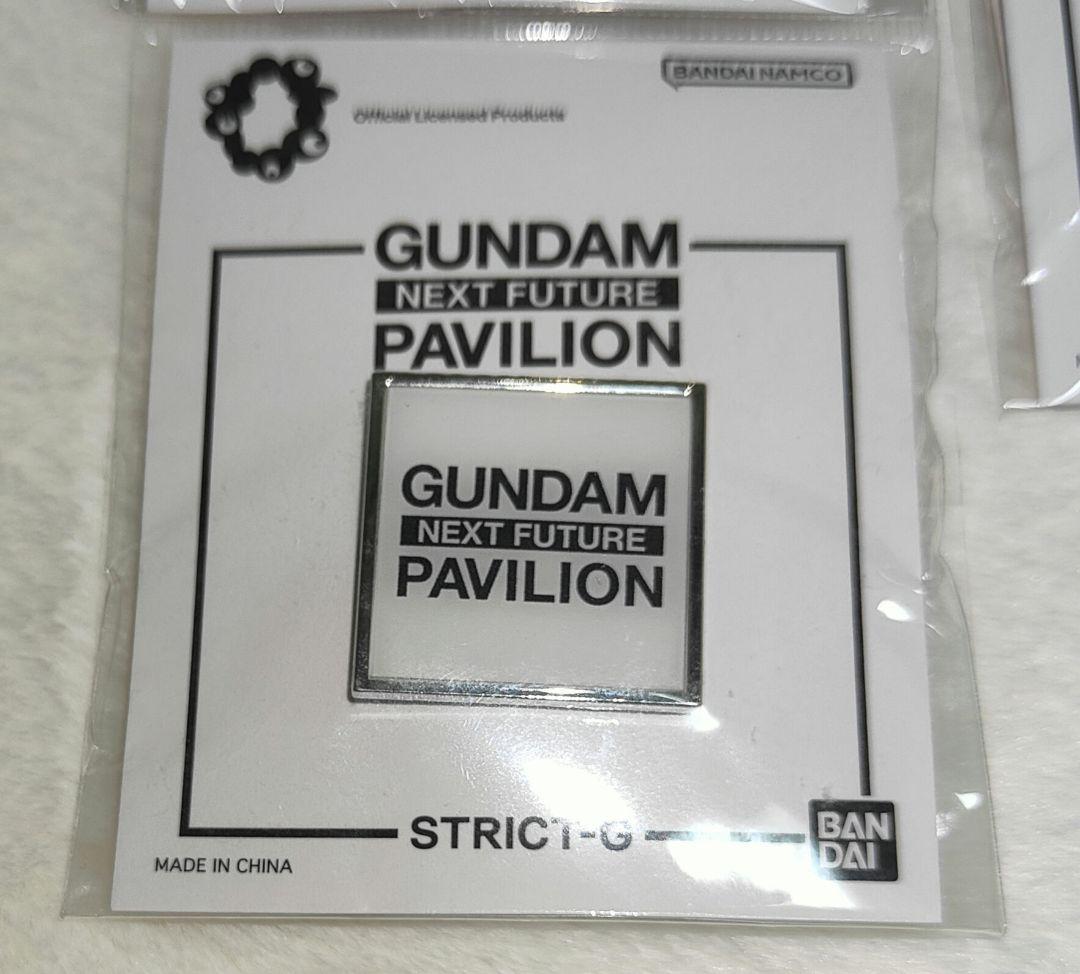 Official Licensed Products
BANDAI NAMCO
GUNDAM
NEXT FUTURE
PAVILION
GUNDAM
NEXT FUTURE
PAVILION
STRICT-G
BAN
DAI
MADE IN CHINA